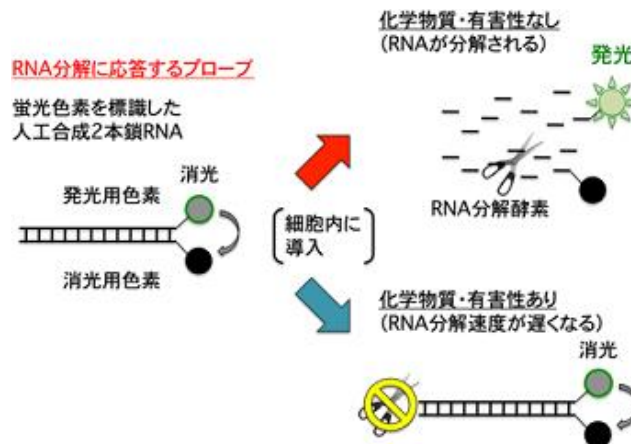 RNA分解に応答するプローブ
蛍光色素を標識した
人工合成2本鎖RNA
消光
発光用色素
消光用色素
細胞内に
導入
化学物質・有害性なし
(RNAが分解される)
発光
RNA分解酵素
化学物質・有害性あり
(RNA分解速度が遅くなる)
消光